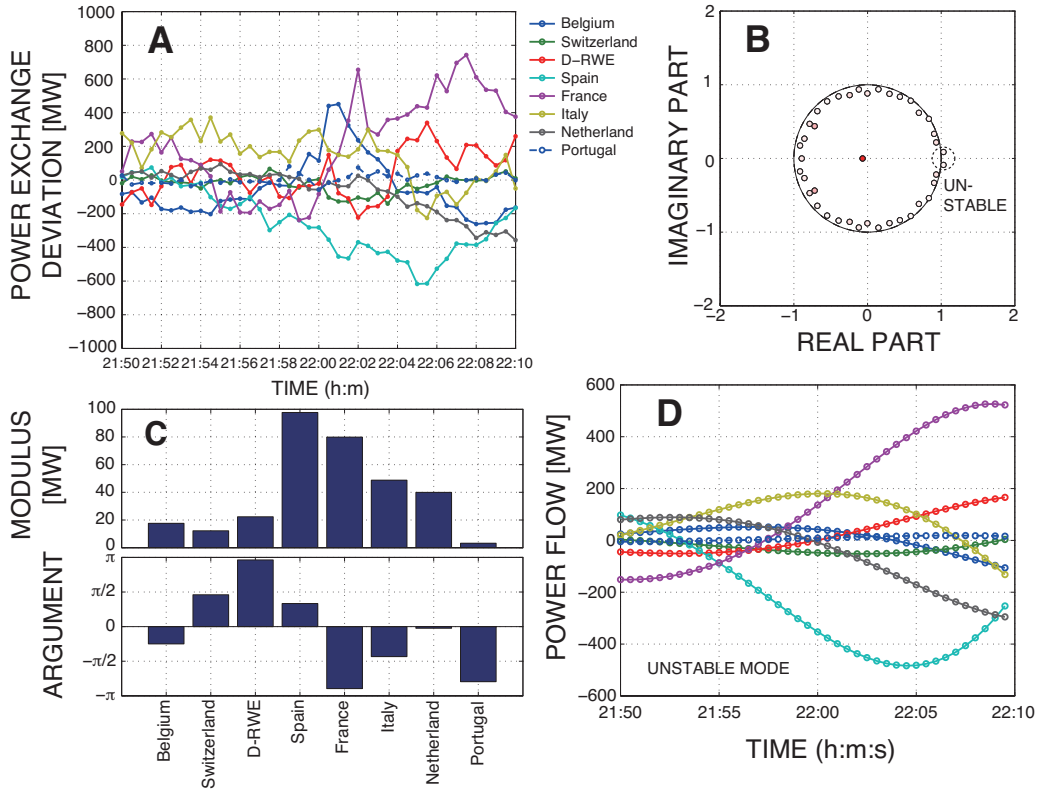 A
POWER EXCHANGE
DEVIATION [MW]
1000
800
600
400
200
0
−200
−400
−600
−800
−1000
21:50 21:52 21:54 21:56 21:58 22:00 22:02 22:04 22:06 22:08 22:10
TIME (h:m)
Belgium
Switzerland
D−RWE
Spain
France
Italy
Netherland
Portugal
B
IMAGINARY PART
2
1
0
−1
−2
−2 −1 0 1 2
REAL PART
UN-
STABLE
C
MODULUS
[MW]
100
80
60
40
20
0
ARGUMENT
π
π/2
0
−π/2
−π
Belgium
Switzerland
D-RWE
Spain
France
Italy
Netherland
Portugal
D
POWER FLOW [MW]
600
400
200
0
−200
−400
−600
UNSTABLE MODE
21:50 21:55 22:00 22:05 22:10
TIME (h:m:s)